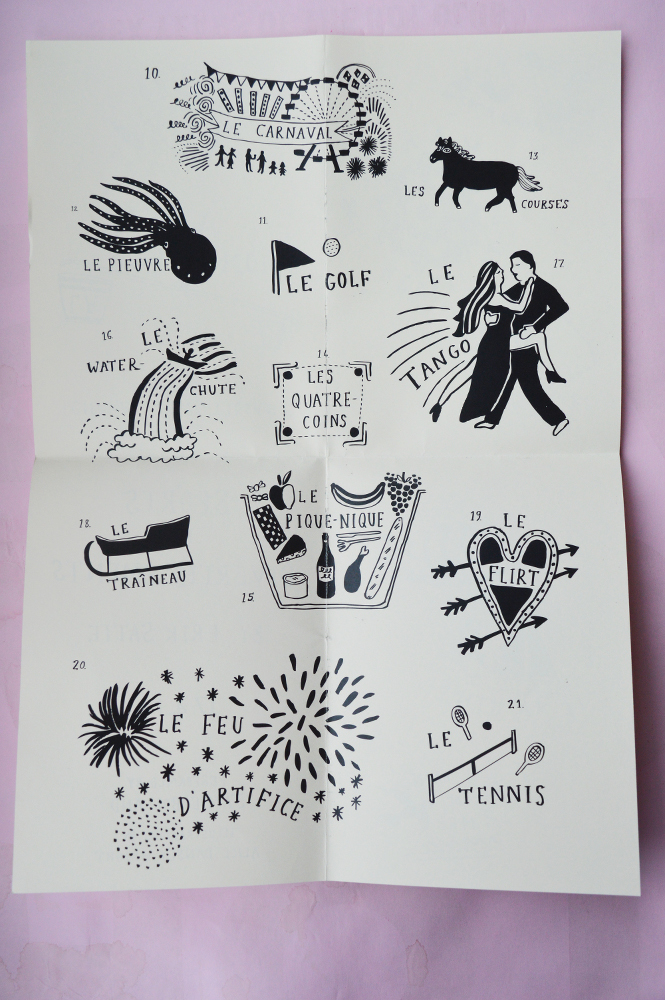 10.
LE CARNAVAL
13.
LES
COURSES
12.
LE PIEUVRE
11.
LE GOLF
17.
LE
TANGO
16.
LE
WATER-
CHUTE
14.
LES
QUATRE-
COINS
18.
LE
TRAÎNEAU
15.
LE
PIQUE-NIQUE
19.
LE
FLIRT
20.
LE FEU
D'ARTIFICE
21.
LE
TENNIS